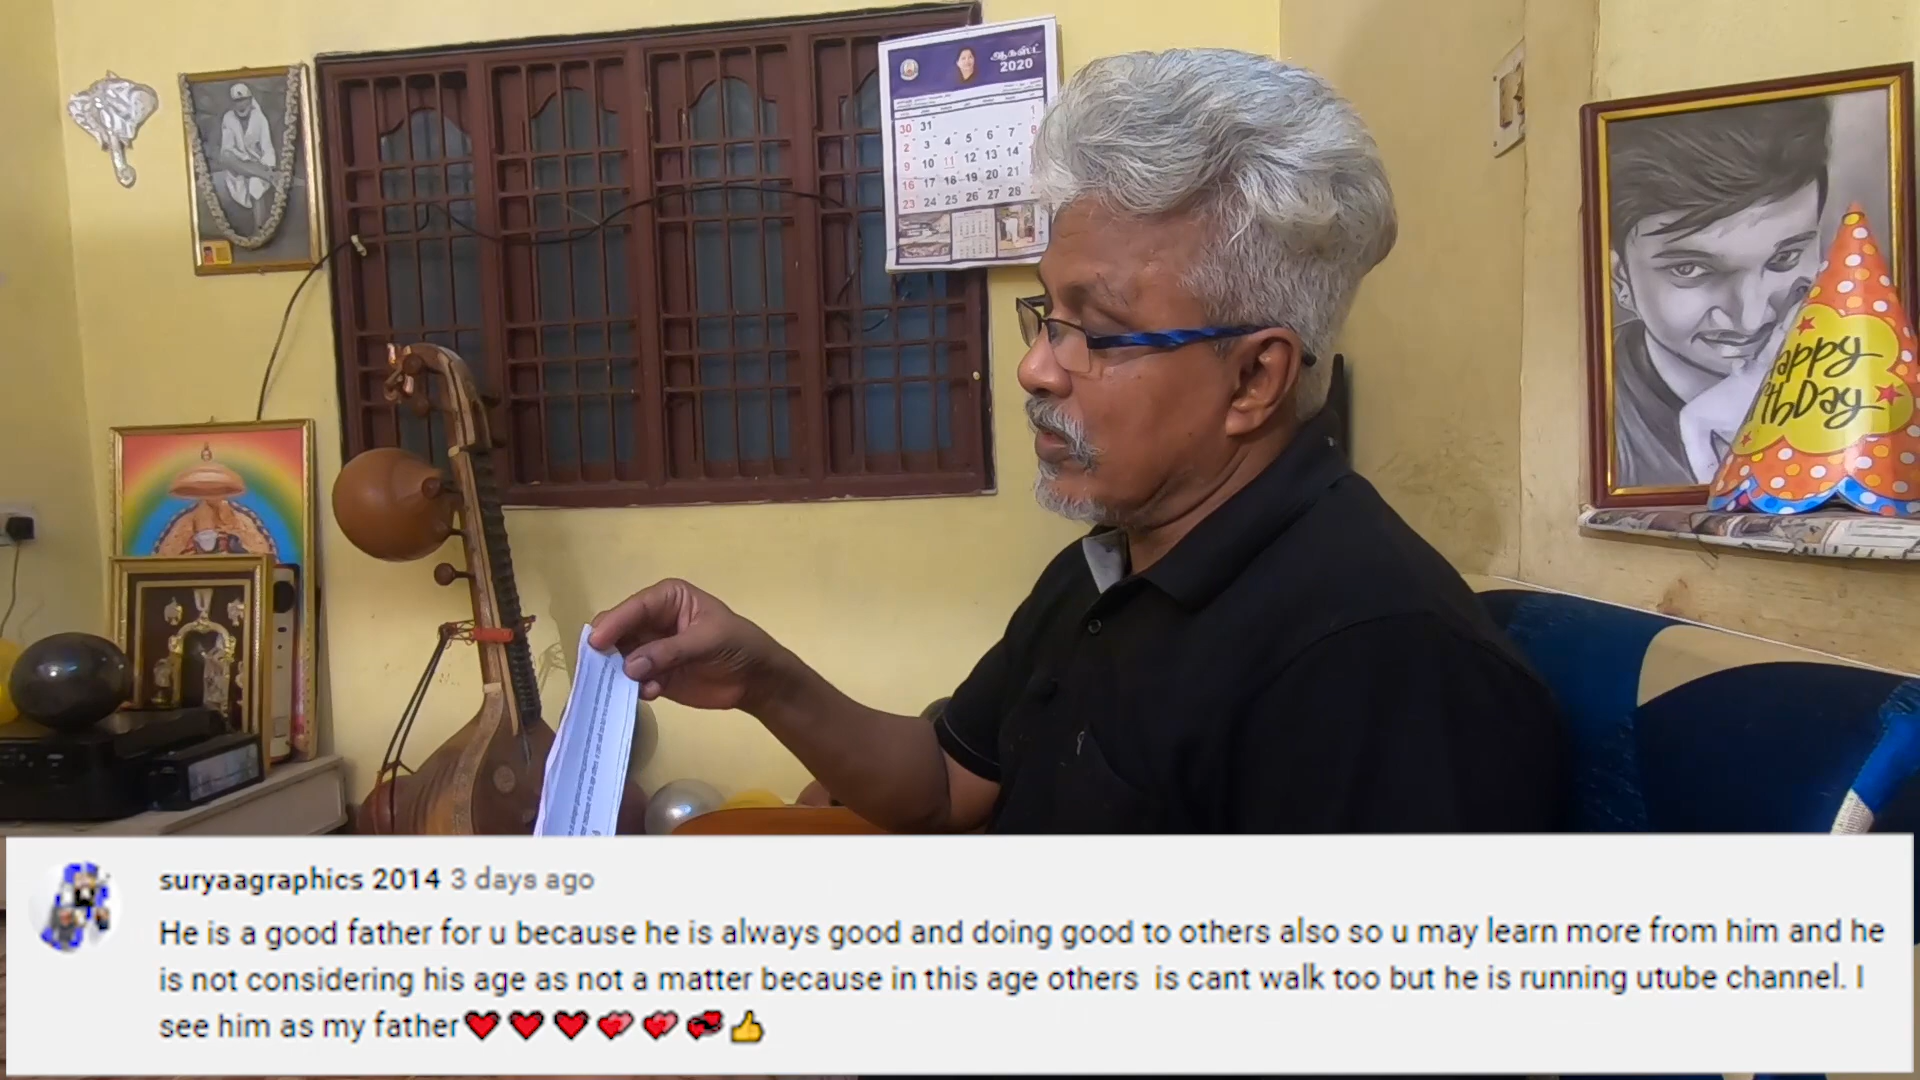 ஆகஸ்ட்
2020
1
30 31
2 3 4 5 6 7 8
9 10 11 12 13 14
16 17 18 19 20 21
23 24 25 26 27 28
appy
thDay
suryaagraphics 2014 3 days ago
He is a good father for u because he is always good and doing good to others also so u may learn more from him and he
is not considering his age as not a matter because in this age others is cant walk too but he is running utube channel. I
see him as my father❤❤❤💕💕💞👍